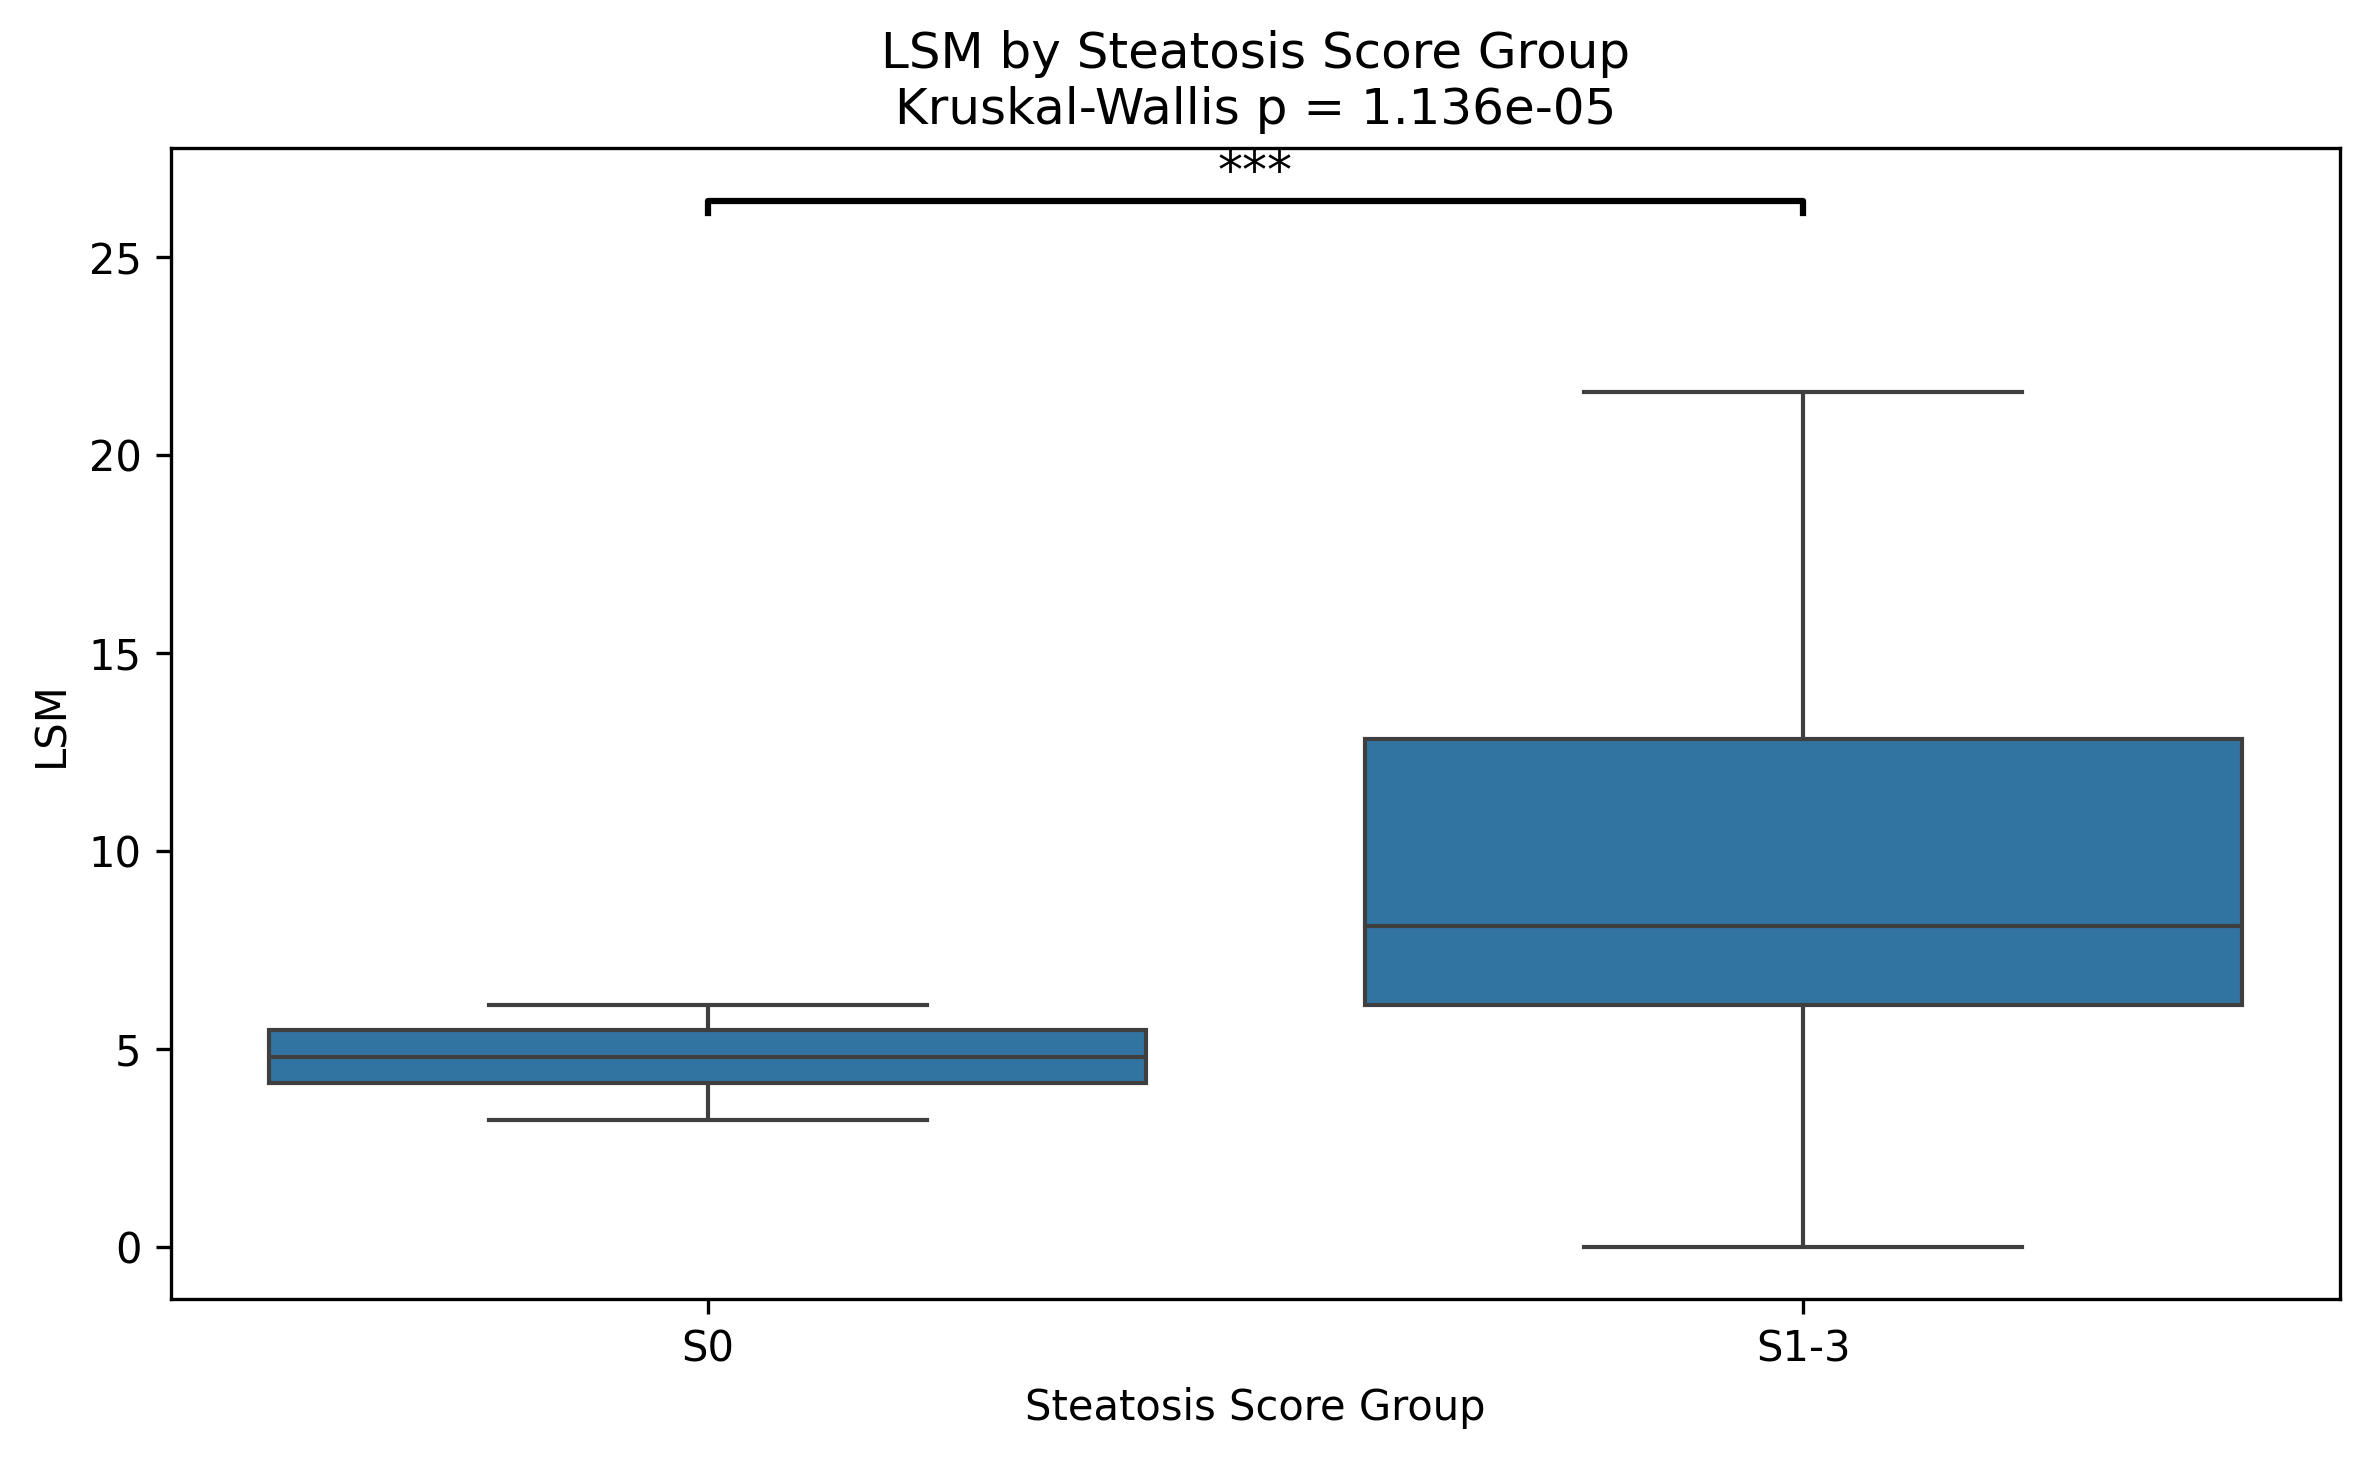 LSM by Steatosis Score Group
Kruskal-Wallis p = 1.136e-05
***
25
20
15
10
5
0
LSM
S0
S1-3
Steatosis Score Group